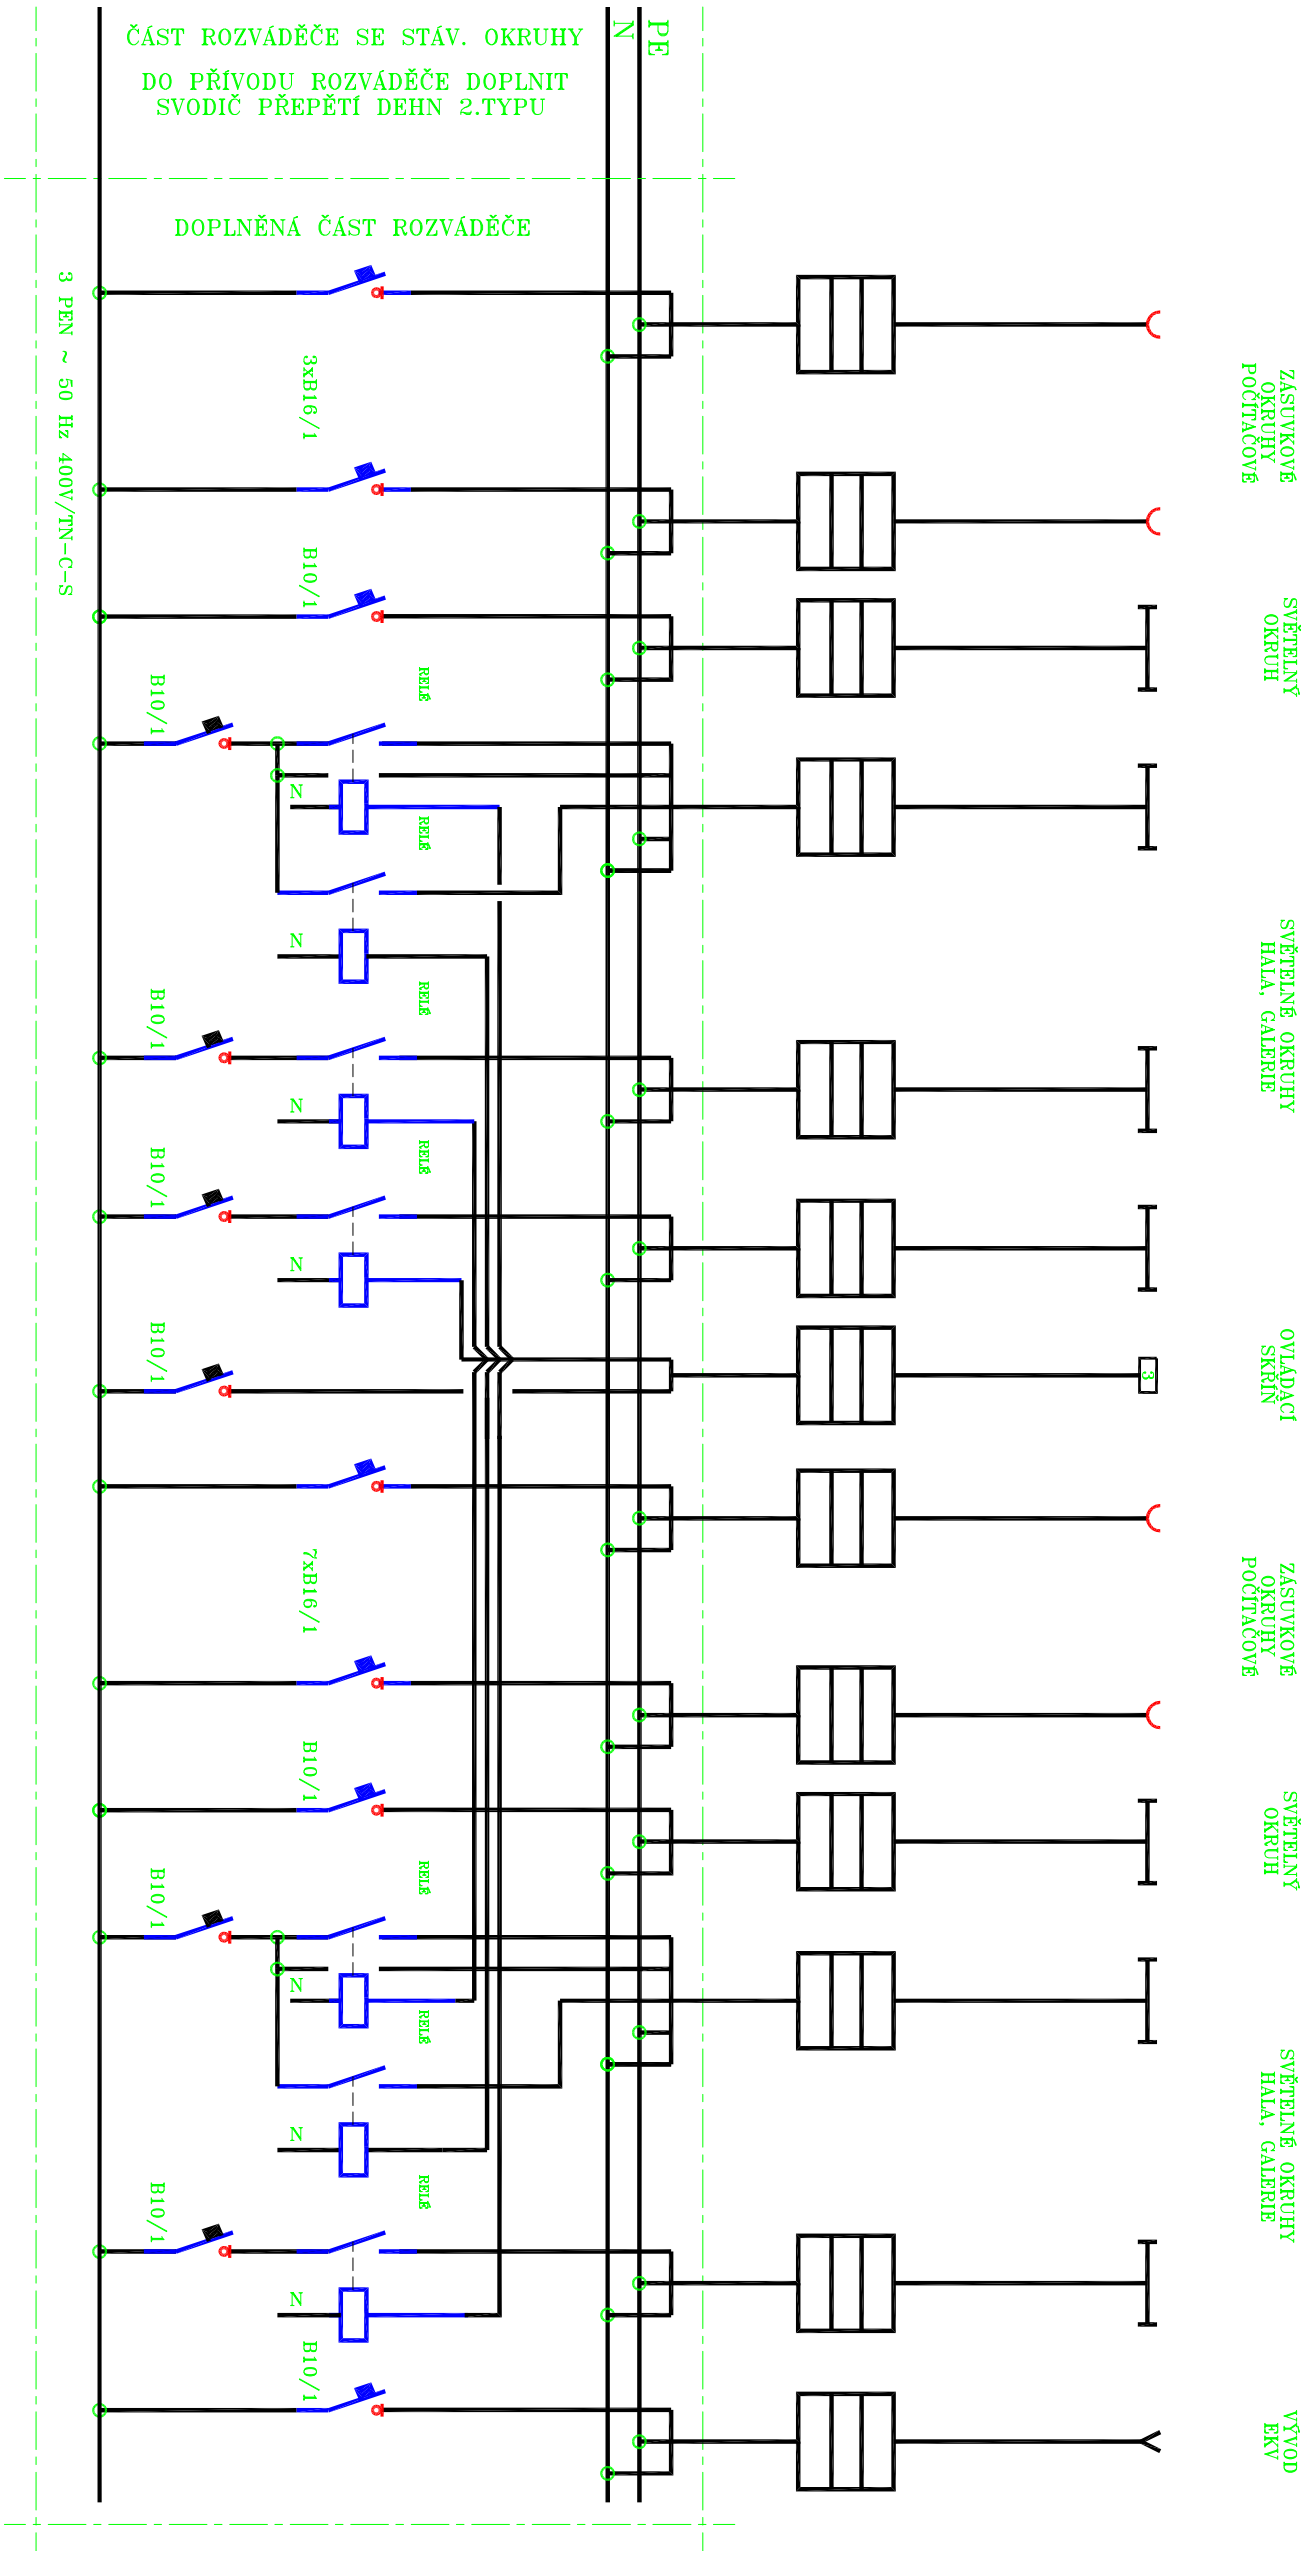 ČÁST ROZVÁDĚČE SE STÁV. OKRUHY
DO PŘÍVODU ROZVÁDĚČE DOPLNIT
SVODIČ PŘEPĚTÍ DEHN 2.TYPU
PE
N
DOPLNĚNÁ ČÁST ROZVÁDĚČE
3 PEN ~ 50 Hz 400V/TN-C-S
3xB16/1
ZÁSUVKOVÉ
OKRUHY
POČÍTAČOVÉ
B10/1
SVĚTELNÝ
OKRUH
B10/1
RELÉ
N
RELÉ
N
SVĚTELNÉ OKRUHY
HALA, GALERIE
B10/1
RELÉ
N
B10/1
RELÉ
N
B10/1
OVLÁDACÍ
SKŘÍŇ
3
7xB16/1
ZÁSUVKOVÉ
OKRUHY
POČÍTAČOVÉ
B10/1
SVĚTELNÝ
OKRUH
B10/1
RELÉ
N
RELÉ
N
SVĚTELNÉ OKRUHY
HALA, GALERIE
B10/1
RELÉ
N
B10/1
VÝVOD
EKV